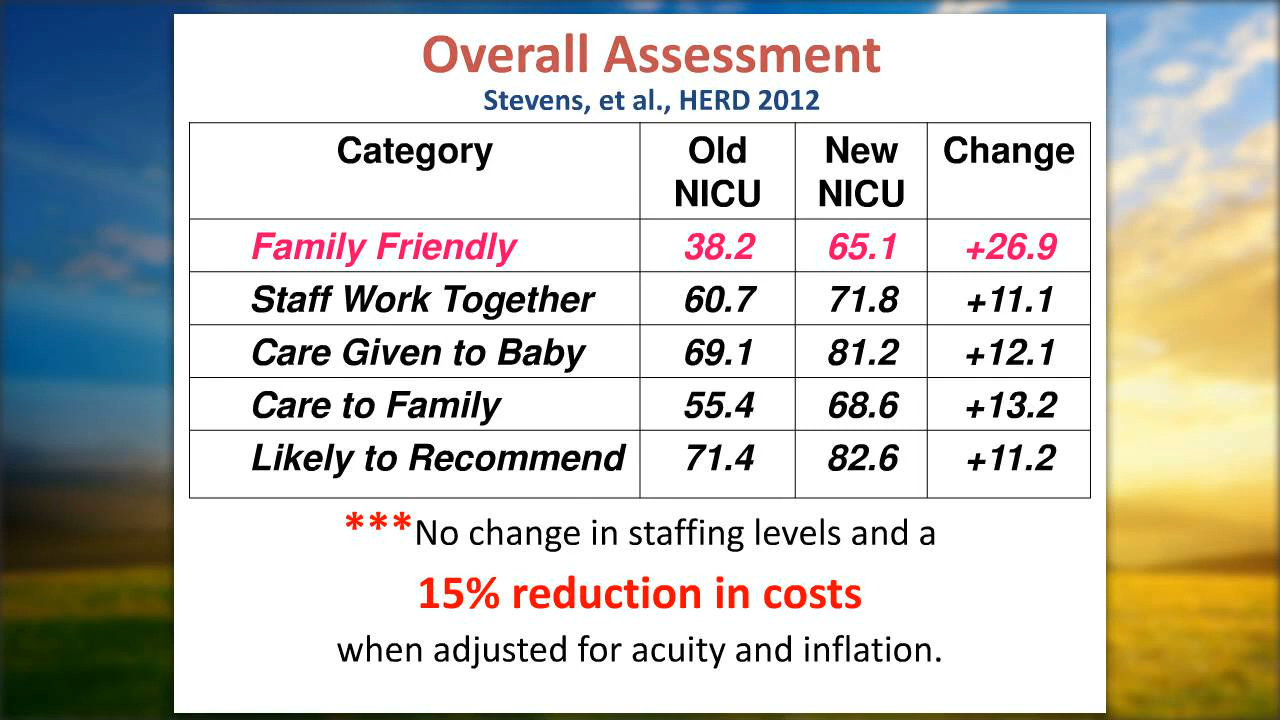 Overall Assessment
Stevens, et al., HERD 2012
Category Old NICU New NICU Change
Family Friendly 38.2 65.1 +26.9
Staff Work Together 60.7 71.8 +11.1
Care Given to Baby 69.1 81.2 +12.1
Care to Family 55.4 68.6 +13.2
Likely to Recommend 71.4 82.6 +11.2
***No change in staffing levels and a
15% reduction in costs
when adjusted for acuity and inflation.